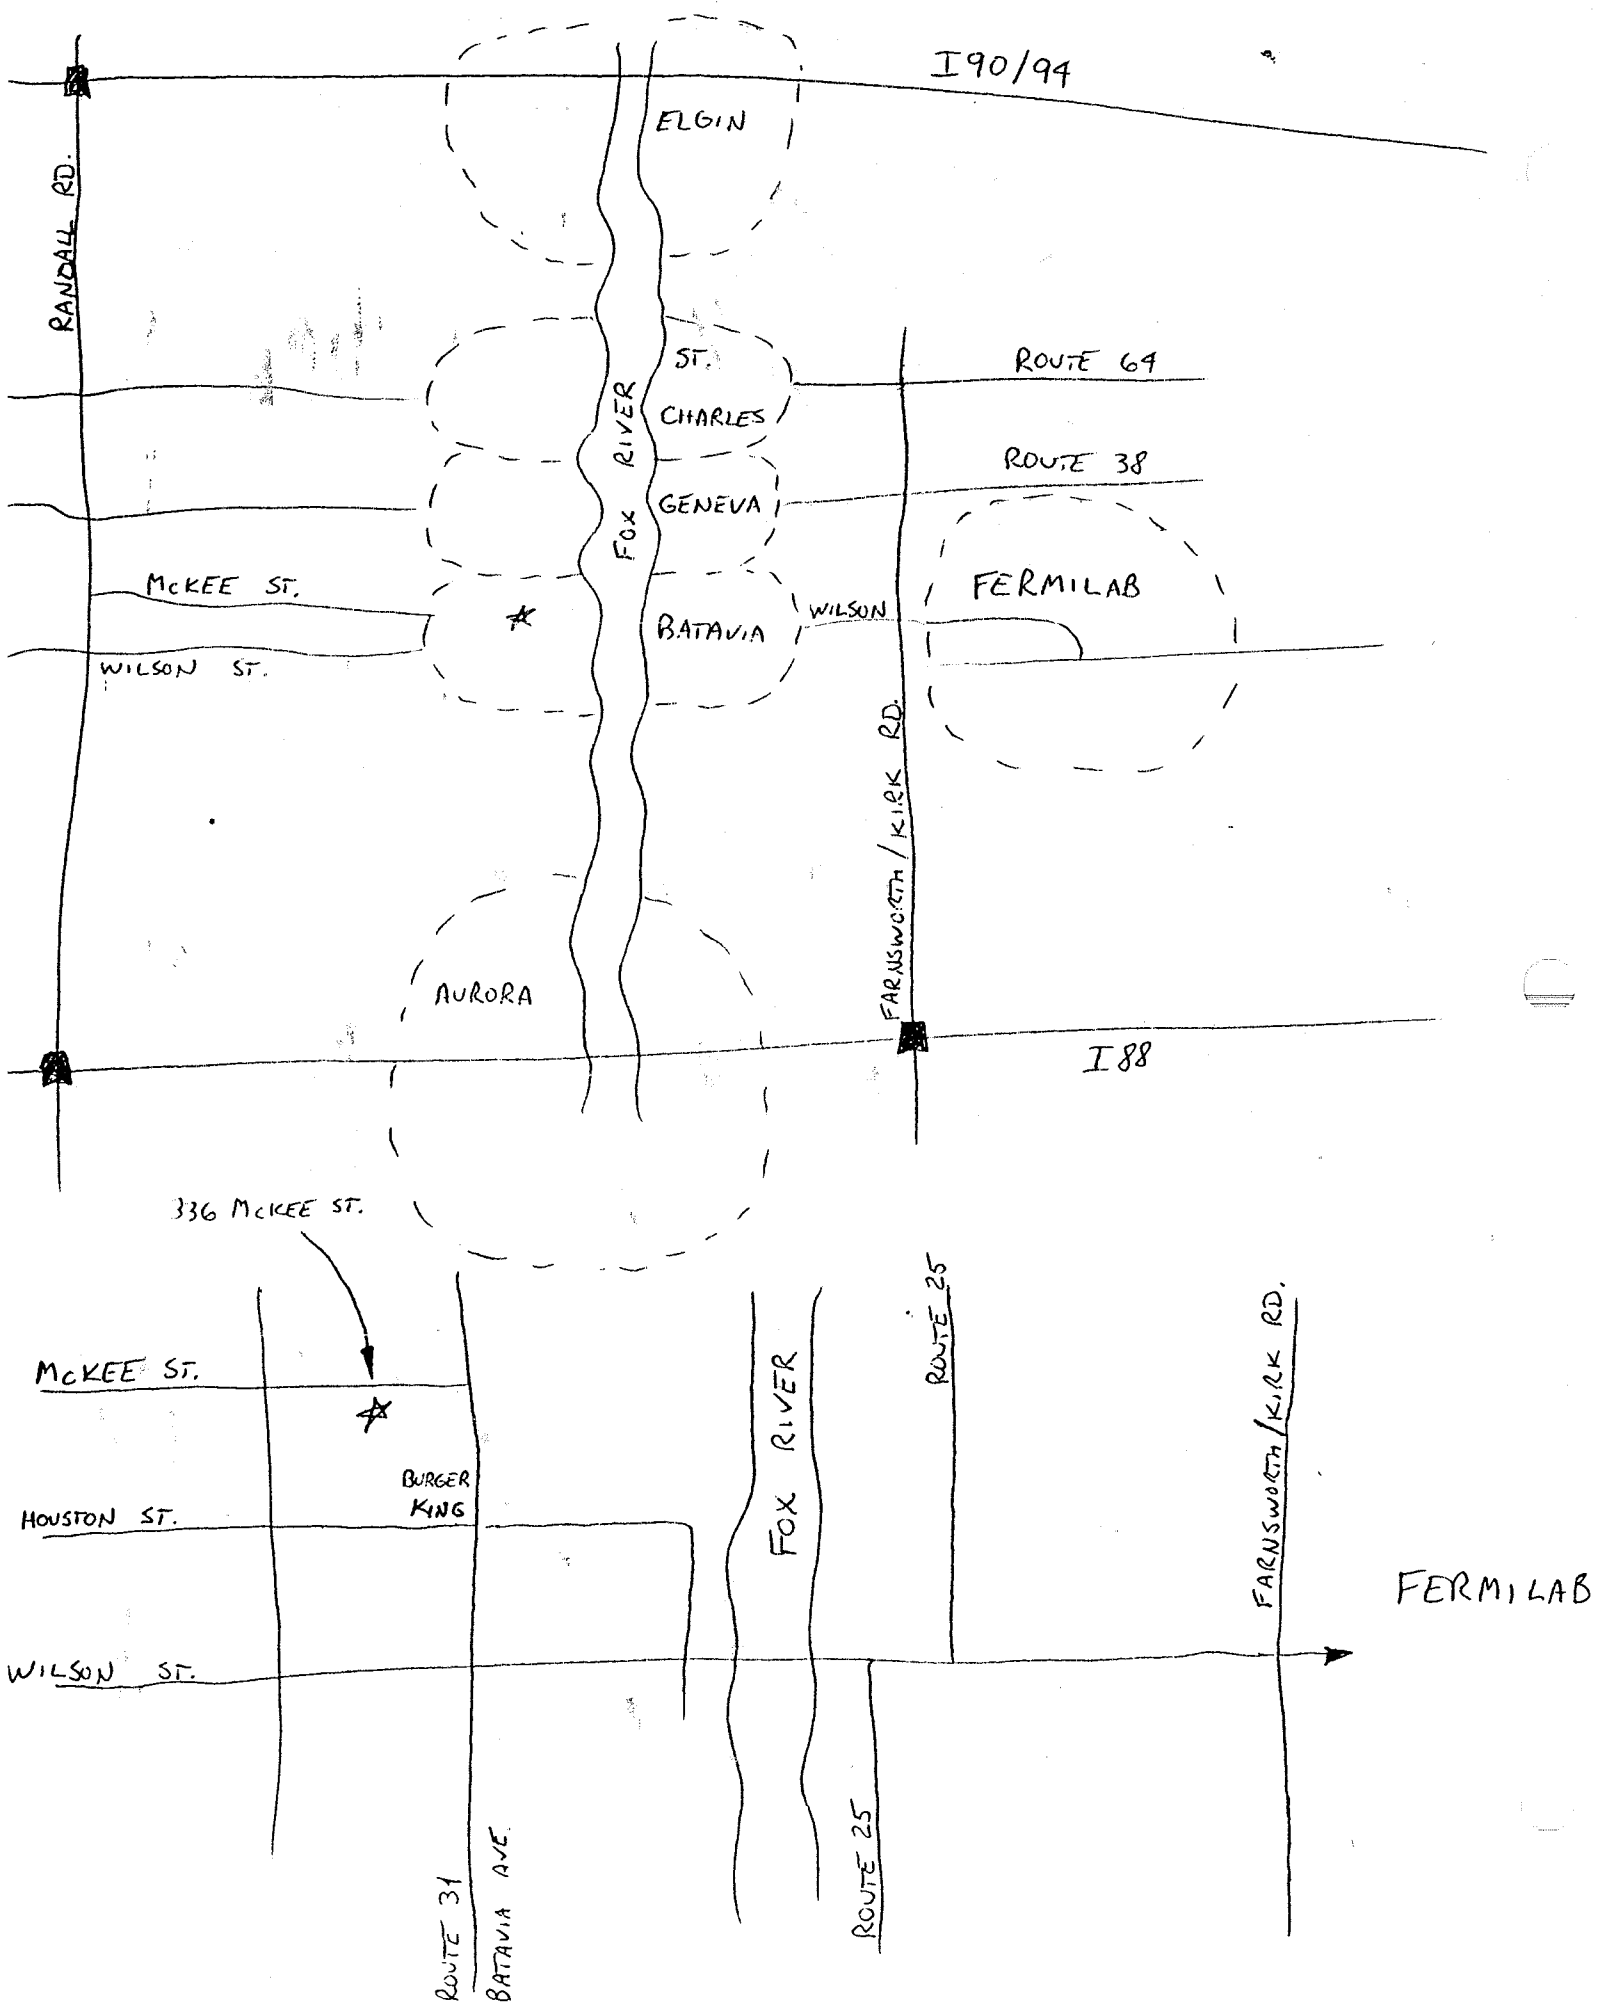 I90/94
ELGIN
RANDALL RD.
ST.
CHARLES
ROUTE 64
ROUTE 38
FOX RIVER
GENEVA
FERMILAB
McKEE ST.
WILSON
BATAVIA
WILSON ST.
FARNSWORTH/KIRK RD.
AURORA
I88
336 McKEE ST.
ROUTE 25
McKEE ST.
FOX RIVER
FARNSWORTH/KIRK RD.
BURGER
KING
HOUSTON ST.
FERMILAB
WILSON ST.
ROUTE 25
ROUTE 31
BATAVIA AVE.